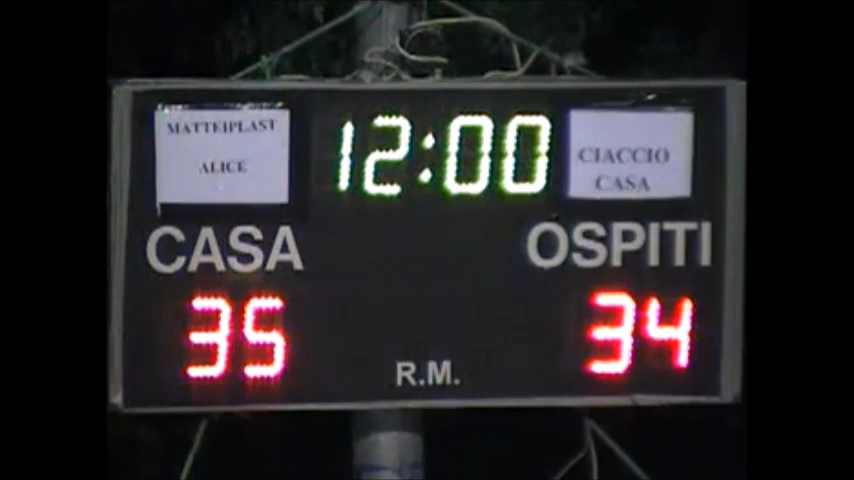 MATTEIPLAST
ALICE
12:00
CIACCIO
CASA
CASA
OSPITI
35
34
R.M.